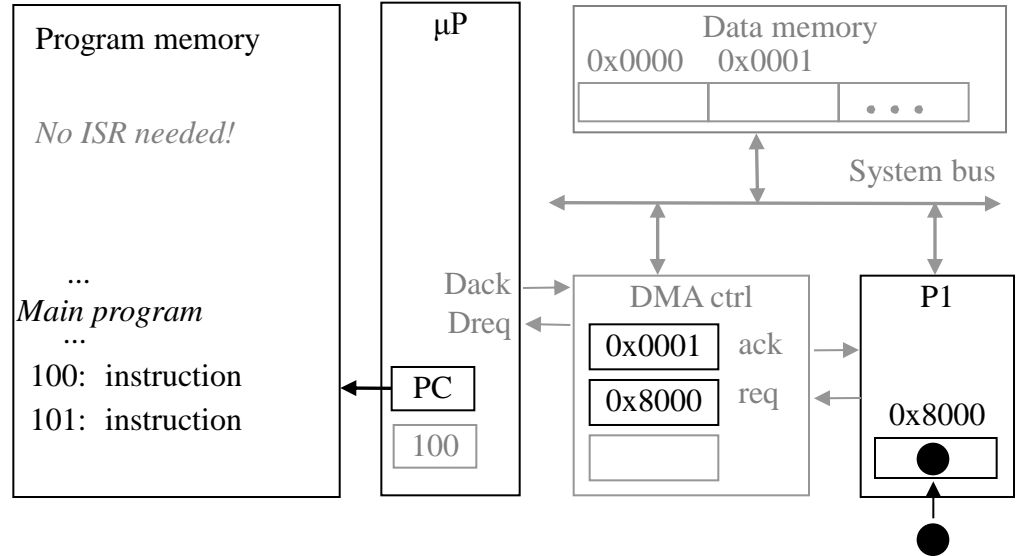 Program memory
No ISR needed!
...
Main program
...
100: instruction
101: instruction
μP
Dack
Dreq
PC
100
Data memory
0x0000 0x0001
...
System bus
DMA ctrl
0x0001
ack
0x8000
req
P1
0x8000